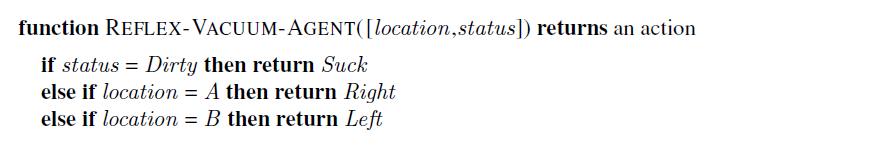 function REFLEX-VACUUM-AGENT([location,status]) returns an action
if status = Dirty then return Suck
else if location = A then return Right
else if location = B then return Left